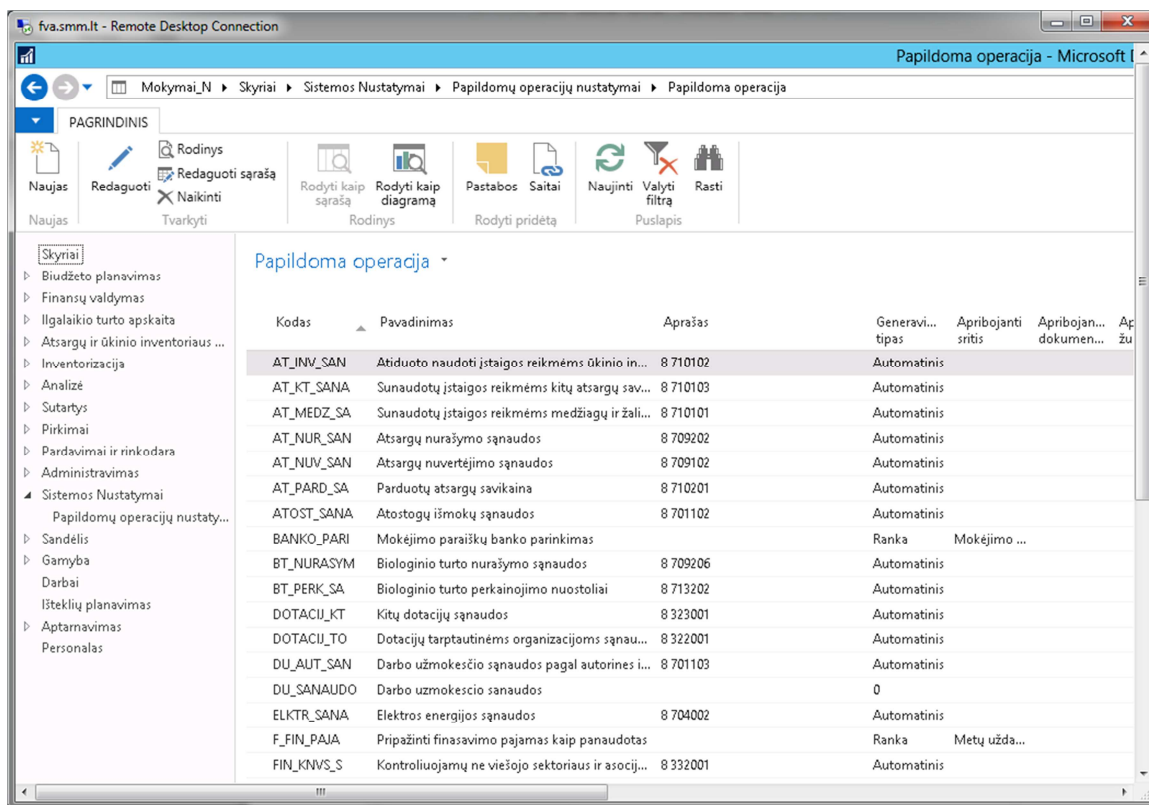 fva.smm.lt - Remote Desktop Connection
Papildoma operacija - Microsoft
Mokymai_N ▸ Skyriai ▸ Sistemos Nustatymai ▸ Papildomų operacijų nustatymai ▸ Papildoma operacija
PAGRINDINIS
Naujas
Redaguoti
Rodinys
Redaguoti sąrašą
Naikinti
Rodyti kaip sąrašą
Rodyti kaip diagramą
Pastabos
Saitai
Naujinti
Valyti filtrą
Rasti
Naujas
Tvarkyti
Rodinys
Rodyti pridėtą
Puslapis
Skyriai
Biudžeto planavimas
Finansų valdymas
Ilgalaikio turto apskaita
Atsargų ir ūkinio inventoriaus ...
Inventorizacija
Analizė
Sutartys
Pirkimai
Pardavimai ir rinkodara
Administravimas
Sistemos Nustatymai
Papildomų operacijų nustaty...
Sandėlis
Gamyba
Darbai
Išteklių planavimas
Aptarnavimas
Personalas
Papildoma operacija
Kodas Pavadinimas Aprašas Generavi... tipas Apribojanti sritis Apribojan... dokumen... Ap žu
AT_INV_SAN Atiduoto naudoti įstaigos reikmėms ūkinio in... 8 710102 Automatinis
AT_KT_SANA Sunaudotų įstaigos reikmėms kitų atsargų sav... 8 710103 Automatinis
AT_MEDZ_SA Sunaudotų įstaigos reikmėms medžiagų ir žali... 8 710101 Automatinis
AT_NUR_SAN Atsargų nurašymo sąnaudos 8 709202 Automatinis
AT_NUV_SAN Atsargų nuvertėjimo sąnaudos 8 709102 Automatinis
AT_PARD_SA Parduotų atsargų savikaina 8 710201 Automatinis
ATOST_SANA Atostogų išmokų sąnaudos 8 701102 Automatinis
BANKO_PARI Mokėjimo paraiškų banko parinkimas Ranka Mokėjimo ...
BT_NURASYM Biologinio turto nurašymo sąnaudos 8 709206 Automatinis
BT_PERK_SA Biologinio turto perkainojimo nuostoliai 8 713202 Automatinis
DOTACIJ_KT Kitų dotacijų sąnaudos 8 323001 Automatinis
DOTACIJ_TO Dotacijų tarptautinėms organizacijoms sąnau... 8 322001 Automatinis
DU_AUT_SAN Darbo užmokesčio sąnaudos pagal autorines i... 8 701103 Automatinis
DU_SANAUDO Darbo uzmokescio sanaudos 0
ELKTR_SANA Elektros energijos sąnaudos 8 704002 Automatinis
F_FIN_PAJA Pripažinti finasavimo pajamas kaip panaudotas Ranka Metų užda...
FIN_KNVS_S Kontroliuojamų ne viešojo sektoriaus ir asocij... 8 332001 Automatinis